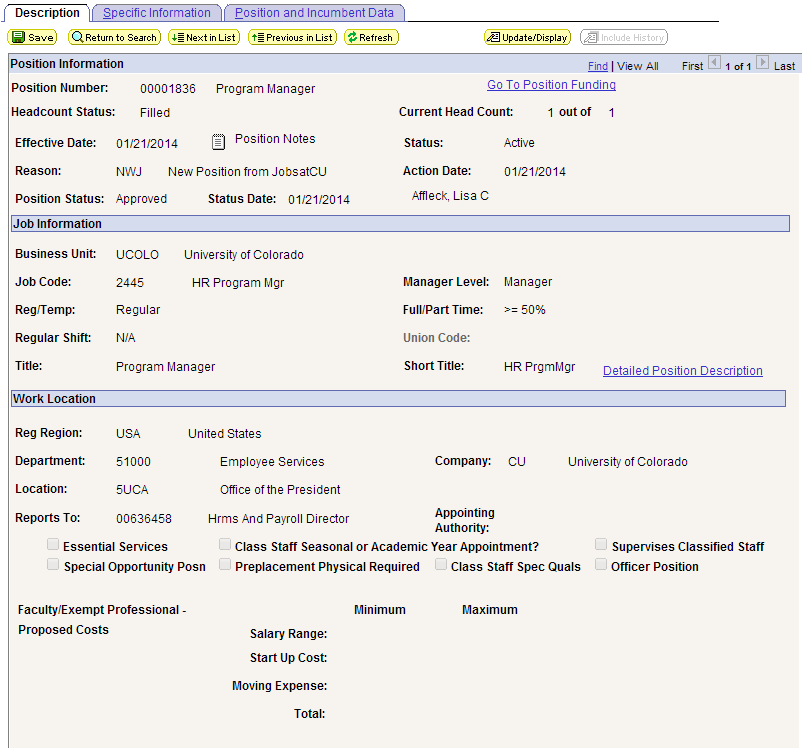 Description Specific Information Position and Incumbent Data
Save Return to Search Next in List Previous in List Refresh Update/Display Include History
Position Information Find | View All First 1 of 1 Last
Position Number: 00001836 Program Manager Go To Position Funding
Headcount Status: Filled Current Head Count: 1 out of 1
Effective Date: 01/21/2014 Position Notes Status: Active
Reason: NWJ New Position from JobsatCU Action Date: 01/21/2014
Position Status: Approved Status Date: 01/21/2014 Affleck, Lisa C
Job Information
Business Unit: UCOLO University of Colorado
Job Code: 2445 HR Program Mgr Manager Level: Manager
Reg/Temp: Regular Full/Part Time: >= 50%
Regular Shift: N/A Union Code:
Title: Program Manager Short Title: HR PrgmMgr Detailed Position Description
Work Location
Reg Region: USA United States
Department: 51000 Employee Services Company: CU University of Colorado
Location: 5UCA Office of the President
Reports To: 00636458 Hrms And Payroll Director Appointing
Authority:
Essential Services Class Staff Seasonal or Academic Year Appointment? Supervises Classified Staff
Special Opportunity Posn Preplacement Physical Required Class Staff Spec Quals Officer Position
Faculty/Exempt Professional - Minimum Maximum
Proposed Costs
Salary Range:
Start Up Cost:
Moving Expense:
Total: